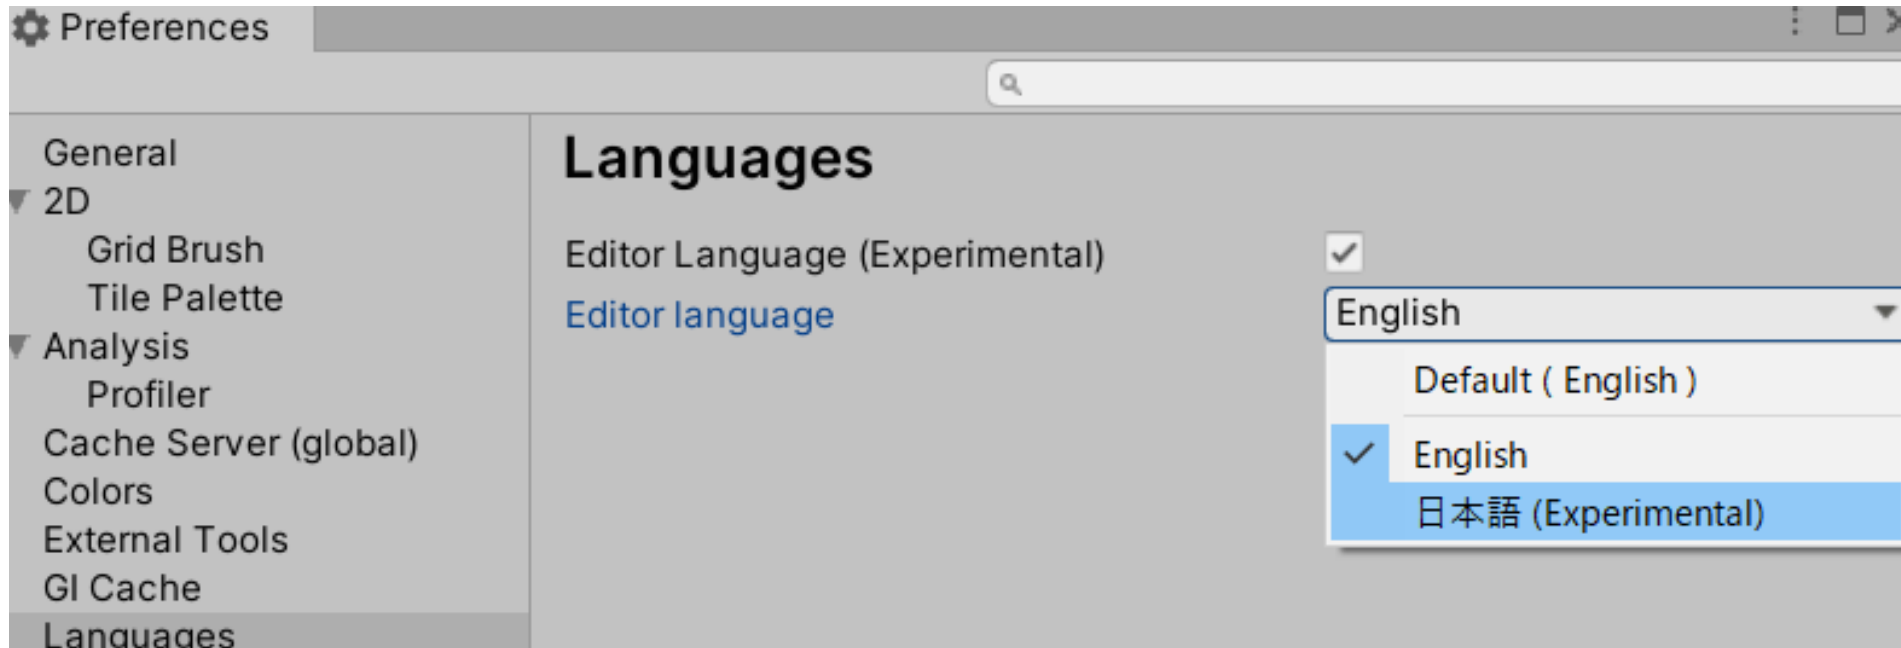 Preferences
General
2D
Grid Brush
Tile Palette
Analysis
Profiler
Cache Server (global)
Colors
External Tools
GI Cache
Languages
Languages
Editor Language (Experimental)
Editor language
English
Default ( English )
English
日本語 (Experimental)